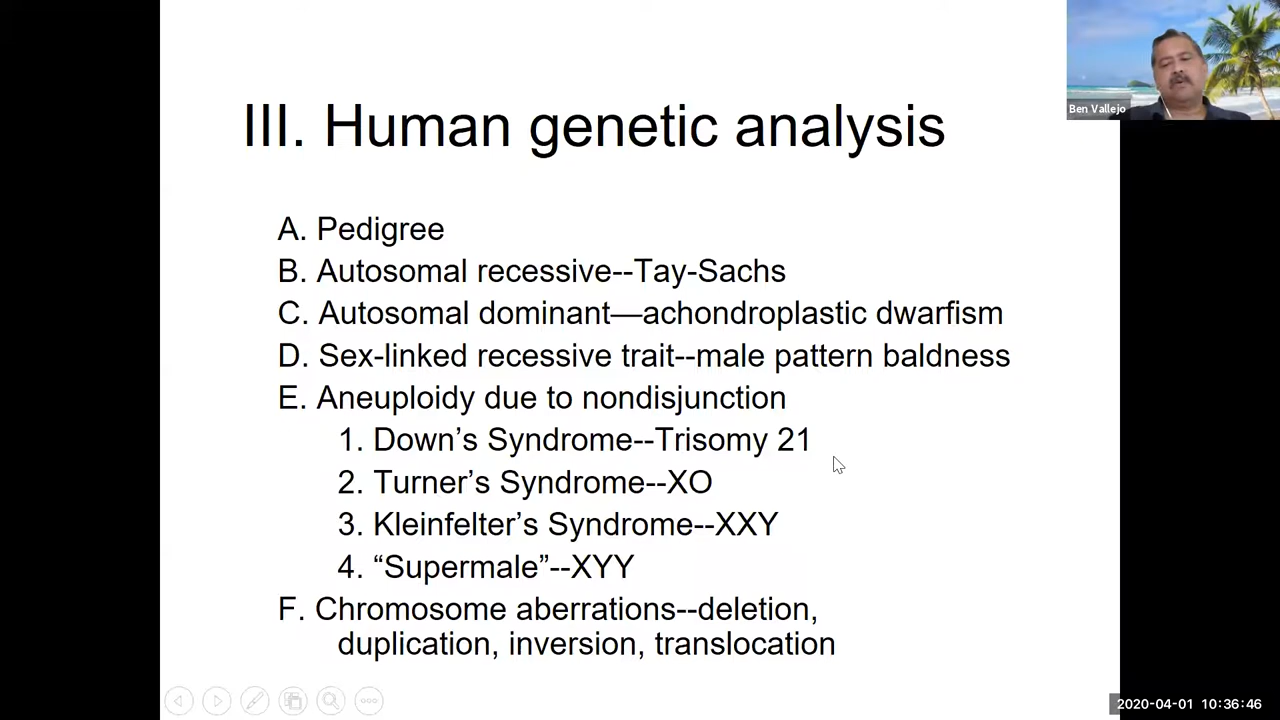 III. Human genetic analysis
Ben Vallejo
A. Pedigree
B. Autosomal recessive--Tay-Sachs
C. Autosomal dominant—achondroplastic dwarfism
D. Sex-linked recessive trait--male pattern baldness
E. Aneuploidy due to nondisjunction
1. Down’s Syndrome--Trisomy 21
2. Turner’s Syndrome--XO
3. Kleinfelter’s Syndrome--XXY
4. “Supermale”--XYY
F. Chromosome aberrations--deletion,
duplication, inversion, translocation
2020-04-01 10:36:46